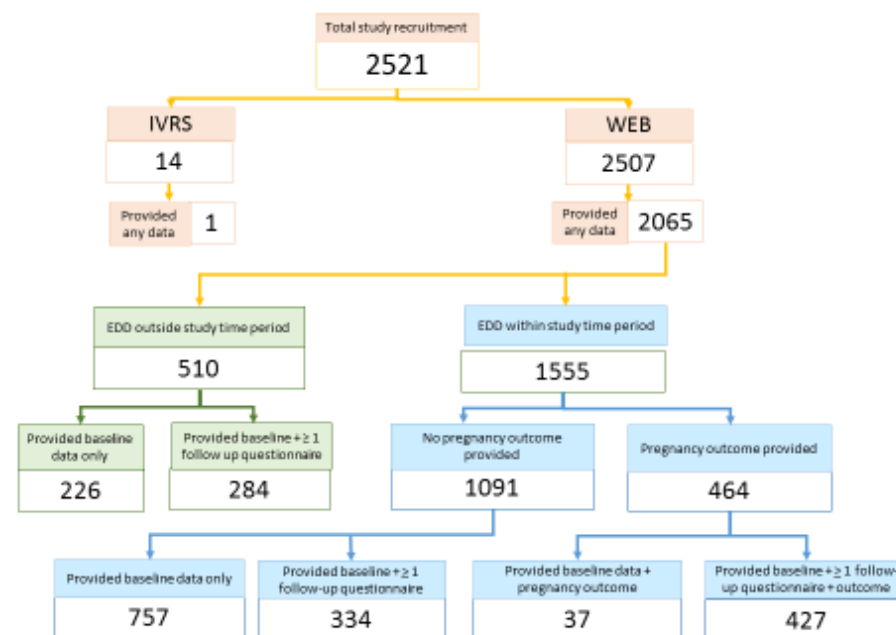 Total study recruitment
2521
IVRS
WEB
14
2507
Provided
any data
1
Provided
any data
2065
EDD outside study time period
EDD within study time period
510
1555
Provided baseline
data only
Provided baseline + ≥ 1
follow up questionnaire
No pregnancy outcome
provided
Pregnancy outcome provided
226
284
1091
464
Provided baseline data only
Provided baseline + ≥ 1
follow-up questionnaire
Provided baseline data +
pregnancy outcome
Provided baseline + ≥ 1 follow-
up questionnaire + outcome
757
334
37
427